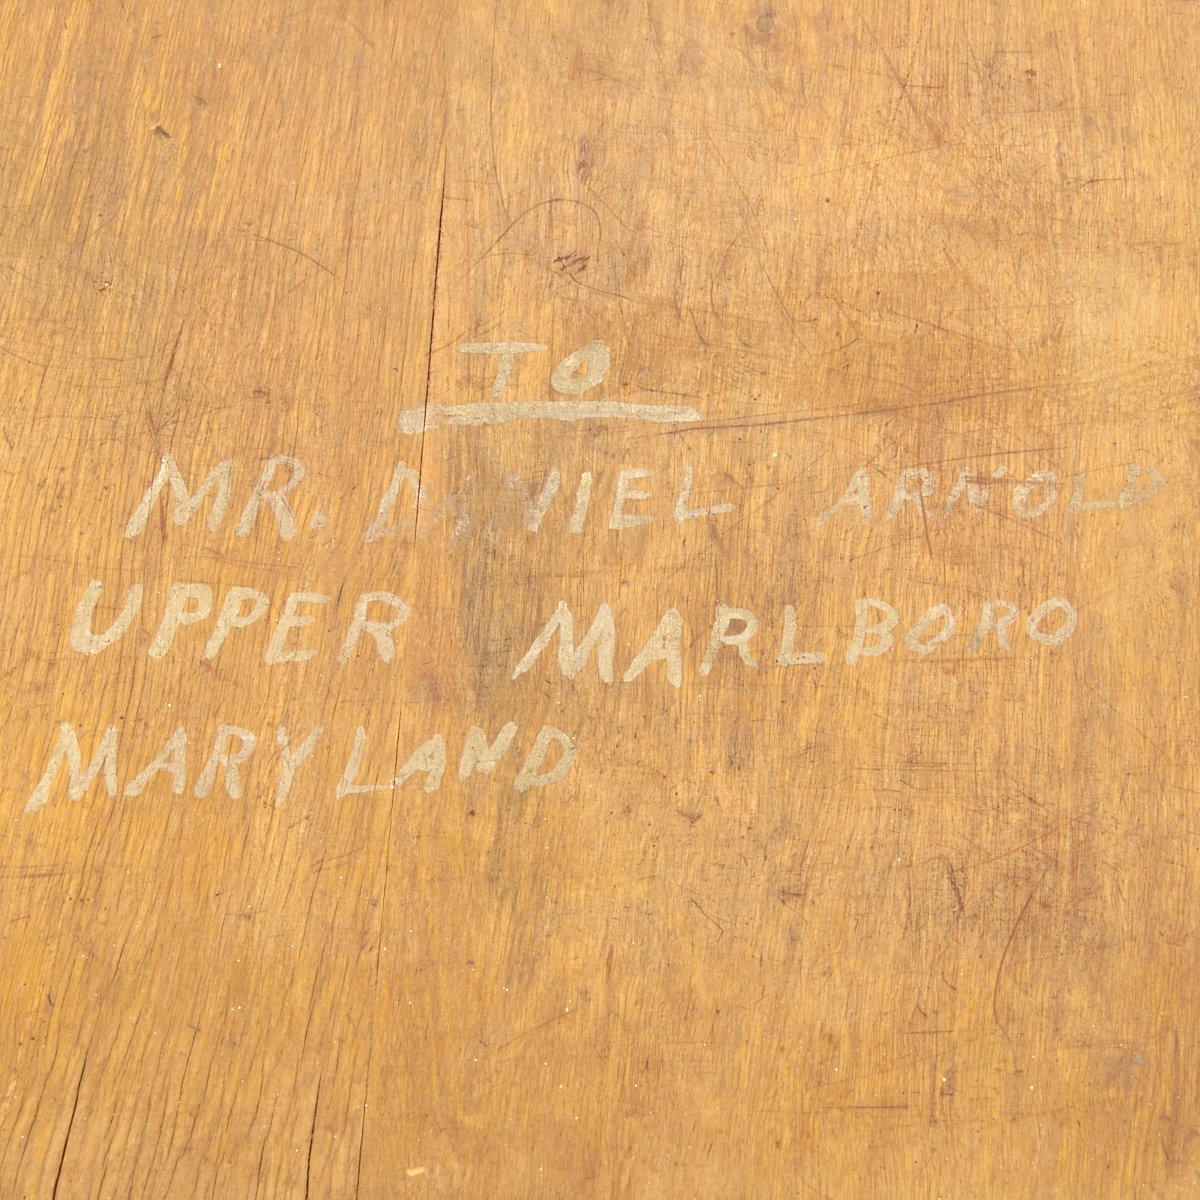 TO
MR. DANIEL ARNOLD
UPPER MARLBORO
MARYLAND